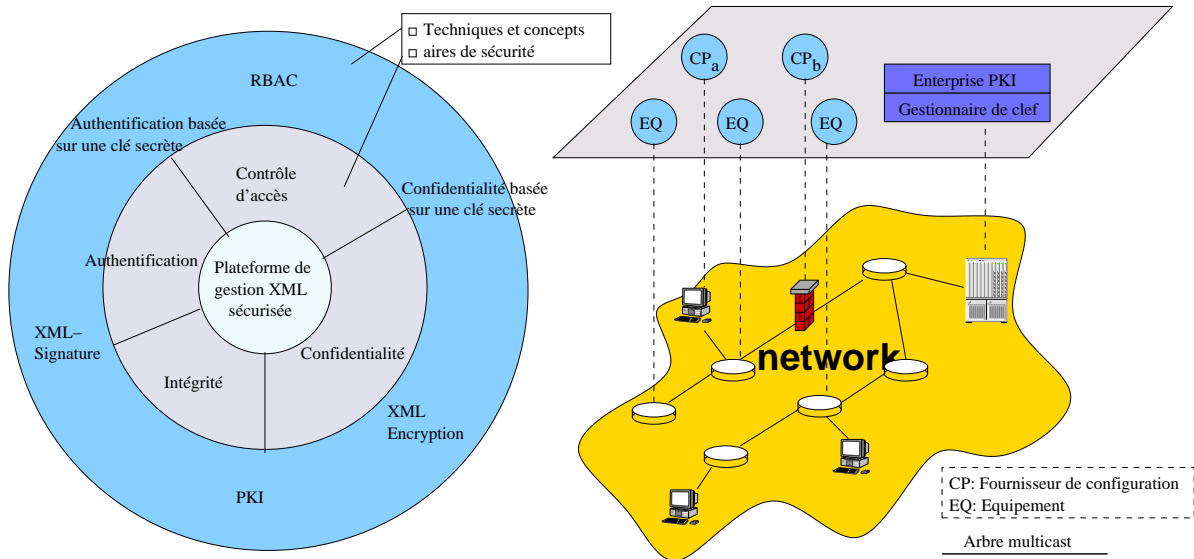 □ Techniques et concepts
□ aires de sécurité
RBAC
Authentification basée
sur une clé secrète
Contrôle
d'accès
Confidentialité basée
sur une clé secrète
Authentification
Plateforme de
gestion XML
sécurisée
XML–
Signature
Confidentialité
Intégrité
XML
Encryption
PKI
CPa
CPb
EQ
EQ
EQ
Enterprise PKI
Gestionnaire de clef
network
CP: Fournisseur de configuration
EQ: Equipement
Arbre multicast